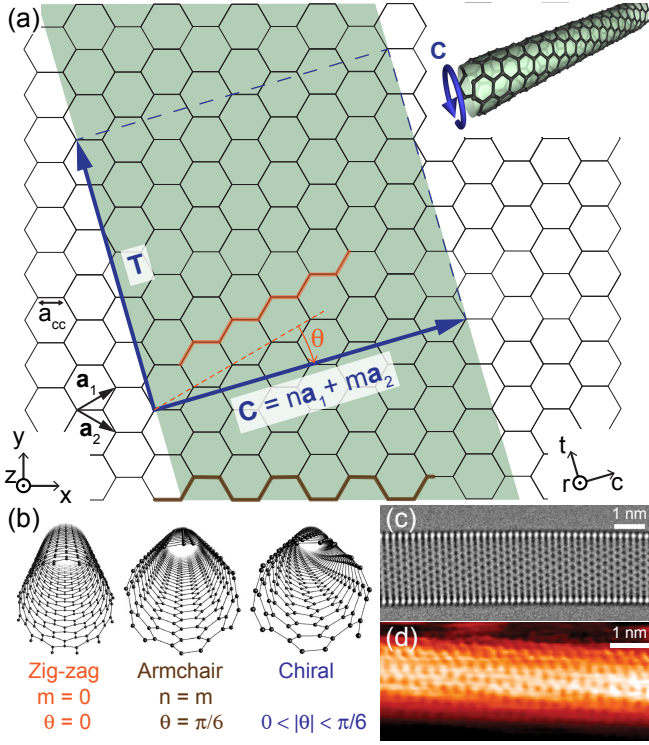 (a)
C
T
a_cc
θ
C = na₁ + ma₂
a₁
a₂
y
z
x
t
r
c
(b)
Zig-zag
m = 0
θ = 0
Armchair
n = m
θ = π/6
Chiral
0 < |θ| < π/6
(c)
1 nm
(d)
1 nm